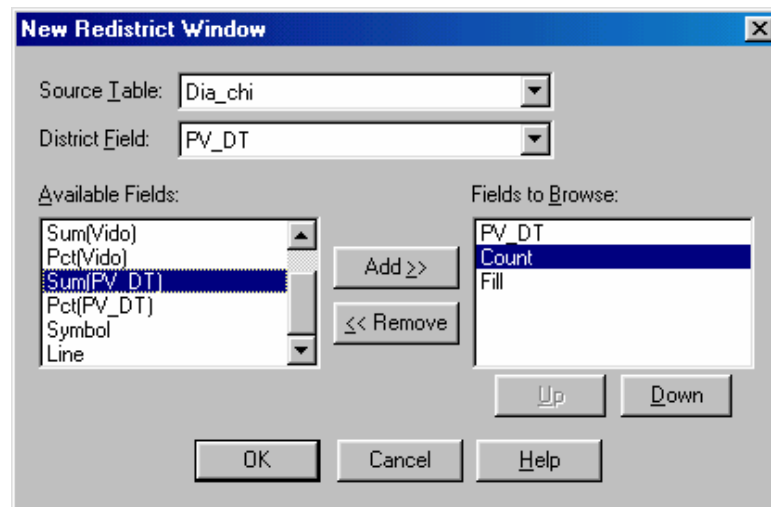 New Redistrict Window
Source Table: Dia_chi
District Field: PV_DT
Available Fields:
Sum(Vido)
Pct(Vido)
Sum(PV_DT)
Pct(PV_DT)
Symbol
Line
Add >>
<< Remove
Fields to Browse:
PV_DT
Count
Fill
Up
Down
OK
Cancel
Help